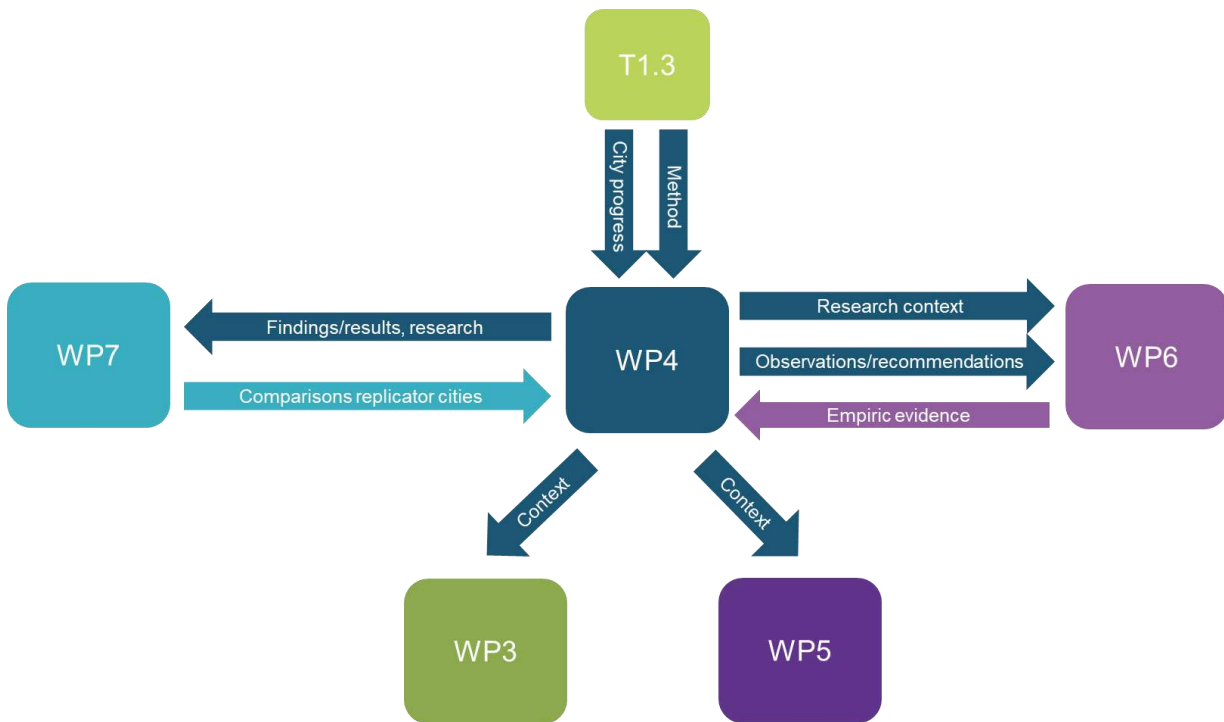 T1.3
City progress
Method
WP7
Findings/results, research
Comparisons replicator cities
WP4
Research context
Observations/recommendations
Empiric evidence
WP6
Context
Context
WP3
WP5